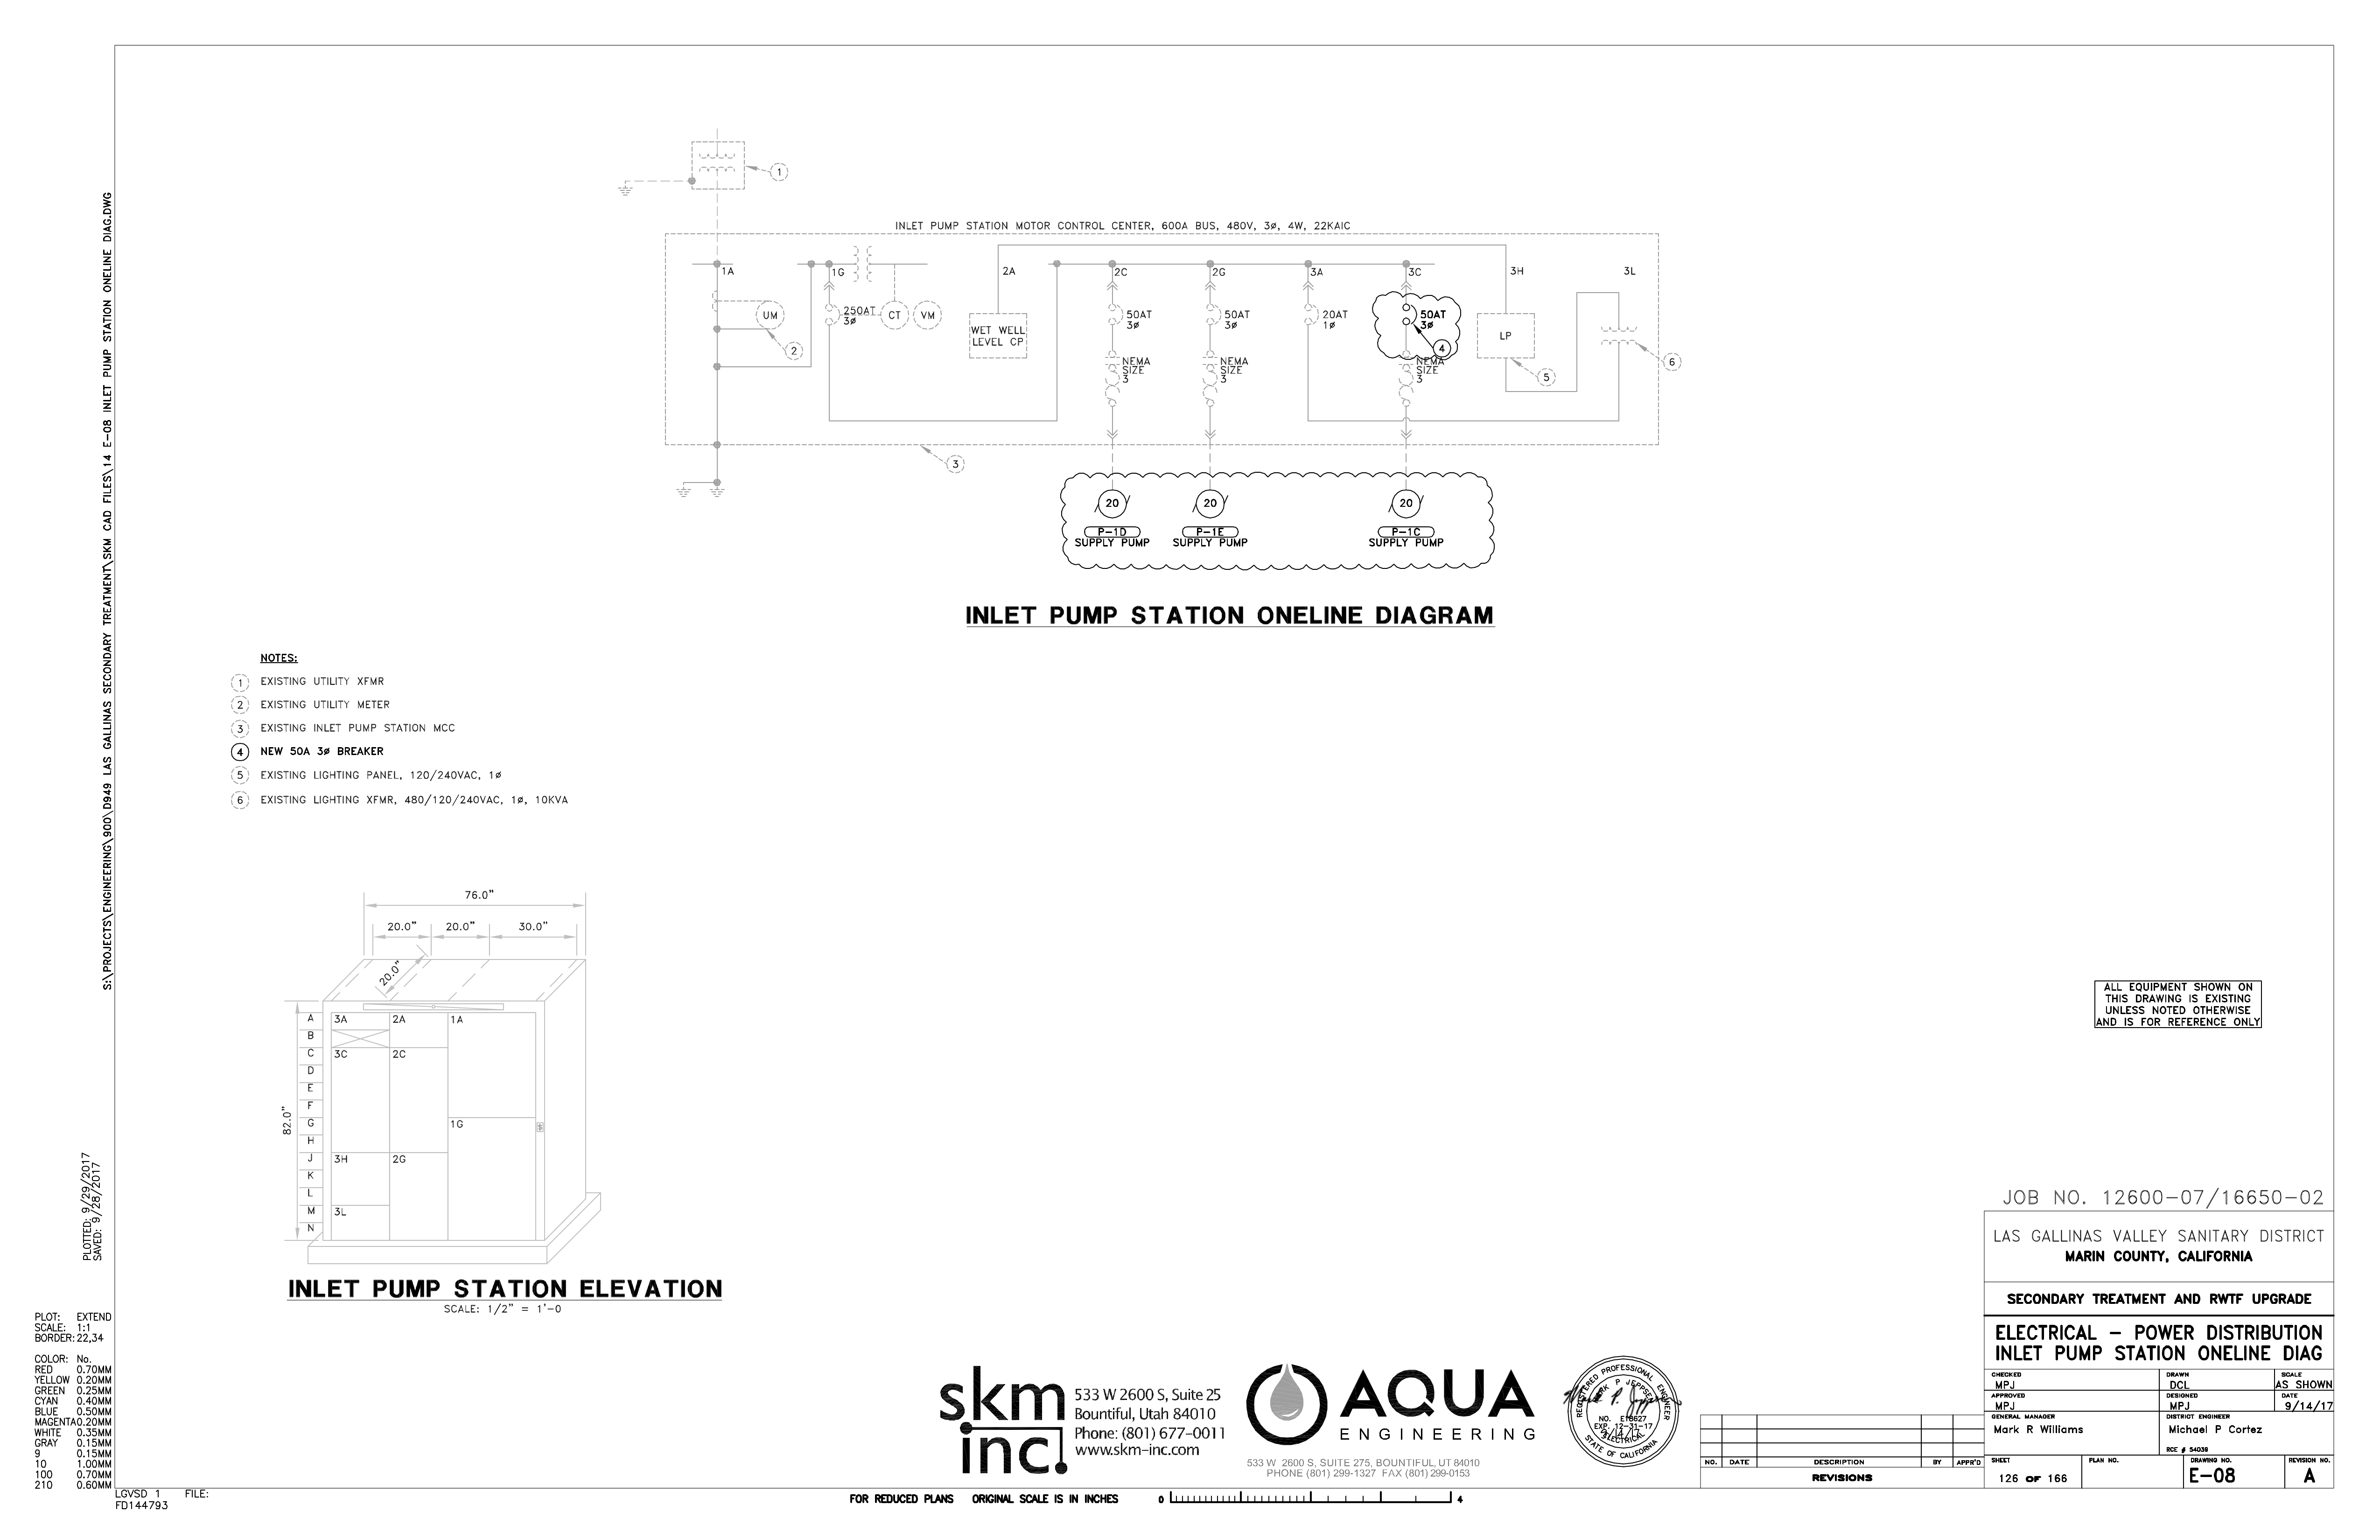 S:\PROJECTS\ENGINEERING\900\D949 LAS GALLINAS SECONDARY TREATMENT\SKM CAD FILES\14 E-08 INLET PUMP STATION ONELINE DIAG.DWG
PLOTTED: 9/29/2017
SAVED: 9/28/2017
1
INLET PUMP STATION MOTOR CONTROL CENTER, 600A BUS, 480V, 3ø, 4W, 22KAIC
1A
1G
2A
2C
2G
3A
3C
3H
3L
UM
250AT
3ø
CT
VM
WET WELL
LEVEL CP
50AT
3ø
50AT
3ø
20AT
1ø
50AT
3ø
LP
2
4
5
6
NEMA
SIZE
3
NEMA
SIZE
3
NEMA
SIZE
3
3
20
20
20
P-1D
SUPPLY PUMP
P-1E
SUPPLY PUMP
P-1C
SUPPLY PUMP
INLET PUMP STATION ONELINE DIAGRAM
NOTES:
1 EXISTING UTILITY XFMR
2 EXISTING UTILITY METER
3 EXISTING INLET PUMP STATION MCC
4 NEW 50A 3ø BREAKER
5 EXISTING LIGHTING PANEL, 120/240VAC, 1ø
6 EXISTING LIGHTING XFMR, 480/120/240VAC, 1ø, 10KVA
76.0"
20.0" 20.0" 30.0"
20.0"
82.0"
A
B
C
D
E
F
G
H
J
K
L
M
N
3A 2A 1A
3C 2C
1G
3H 2G
3L
INLET PUMP STATION ELEVATION
SCALE: 1/2" = 1'-0
ALL EQUIPMENT SHOWN ON
THIS DRAWING IS EXISTING
UNLESS NOTED OTHERWISE
AND IS FOR REFERENCE ONLY
JOB NO. 12600-07/16650-02
LAS GALLINAS VALLEY SANITARY DISTRICT
MARIN COUNTY, CALIFORNIA
SECONDARY TREATMENT AND RWTF UPGRADE
ELECTRICAL - POWER DISTRIBUTION
INLET PUMP STATION ONELINE DIAG
CHECKED
MPJ
DRAWN
DCL
SCALE
AS SHOWN
APPROVED
MPJ
DESIGNED
MPJ
DATE
9/14/17
GENERAL MANAGER
Mark R Williams
DISTRICT ENGINEER
Michael P Cortez
RCE # 54039
SHEET
126 OF 166
PLAN NO.
DRAWING NO.
E-08
REVISION NO.
A
NO. DATE DESCRIPTION BY APPR'D
REVISIONS
PLOT: EXTEND
SCALE: 1:1
BORDER: 22,34
COLOR: No.
RED 0.70MM
YELLOW 0.20MM
GREEN 0.25MM
CYAN 0.40MM
BLUE 0.50MM
MAGENTA 0.20MM
WHITE 0.35MM
GRAY 0.15MM
9 0.15MM
10 1.00MM
100 0.70MM
210 0.60MM
LGVSD 1 FILE:
FD144793
skm
inc.
533 W 2600 S, Suite 25
Bountiful, Utah 84010
Phone: (801) 677-0011
www.skm-inc.com
AQUA
ENGINEERING
533 W 2600 S, SUITE 275, BOUNTIFUL, UT 84010
PHONE (801) 299-1327 FAX (801) 299-0153
REGISTERED PROFESSIONAL ENGINEER
MARK P JEPPSEN
NO. E18627
EXP. 12-31-17
9/14/17
ELECTRICAL
STATE OF CALIFORNIA
FOR REDUCED PLANS ORIGINAL SCALE IS IN INCHES 0 4